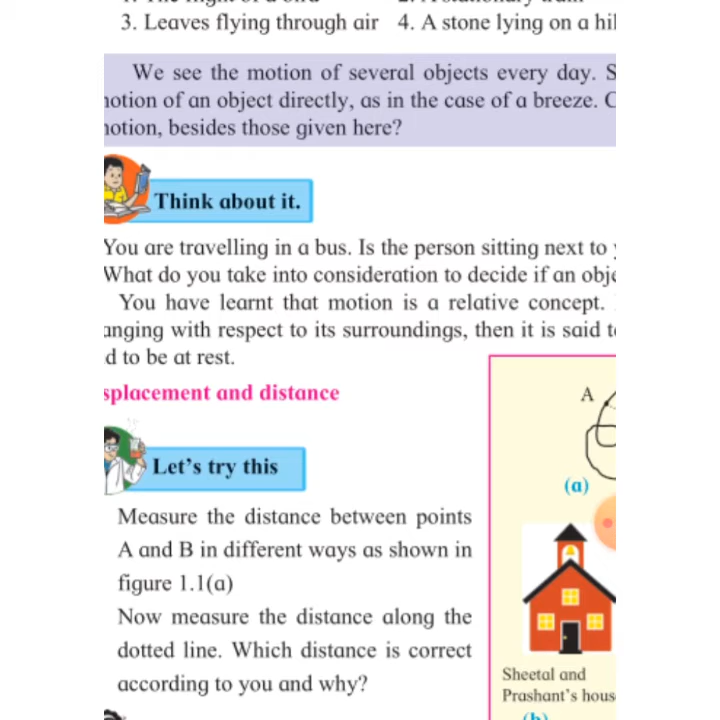 3. Leaves flying through air 4. A stone lying on a hil
We see the motion of several objects every day. S
otion of an object directly, as in the case of a breeze. C
otion, besides those given here?
Think about it.
You are travelling in a bus. Is the person sitting next to
What do you take into consideration to decide if an obje
You have learnt that motion is a relative concept.
anging with respect to its surroundings, then it is said t
d to be at rest.
splacement and distance
A
Let's try this
(a)
Measure the distance between points
A and B in different ways as shown in
figure 1.1(a)
Now measure the distance along the
dotted line. Which distance is correct
according to you and why?
Sheetal and
Prashant's hous